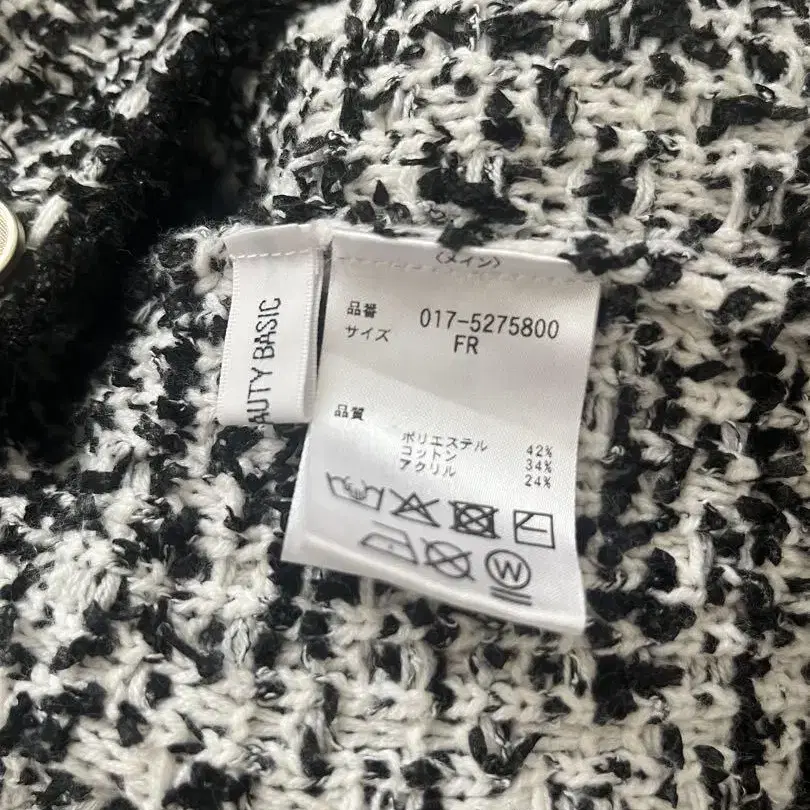 AUTY BASIC
〈メイン〉
品番 017-5275800
サイズ FR
品質
ポリエステル 42%
コットン 34%
アクリル 24%
W